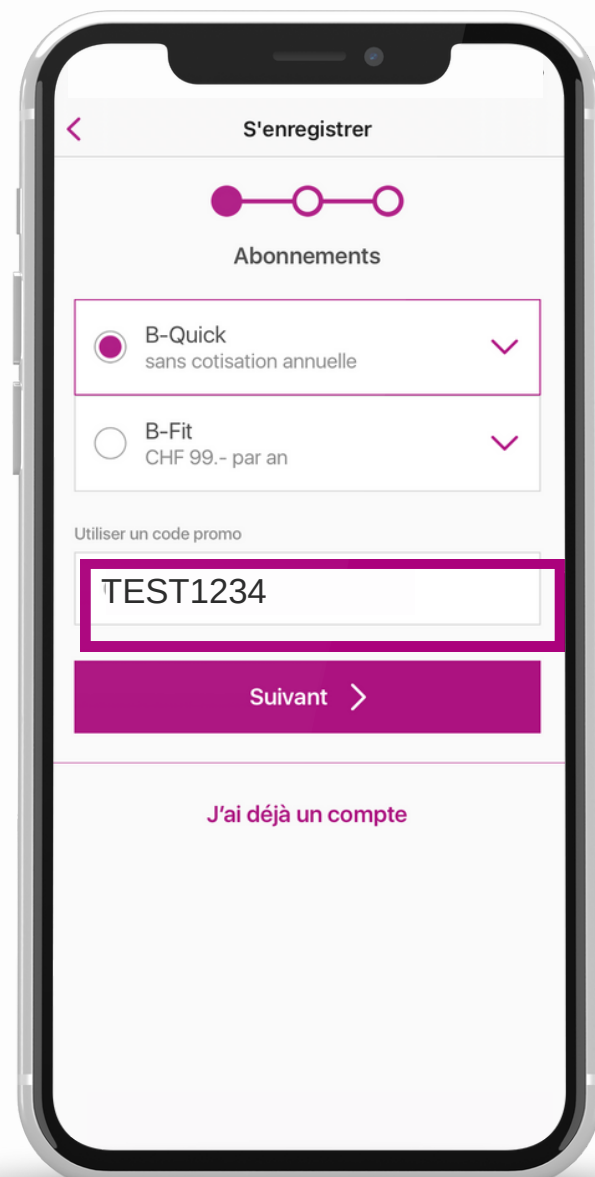 S'enregistrer
Abonnements
B-Quick
sans cotisation annuelle
B-Fit
CHF 99.- par an
Utiliser un code promo
TEST1234
Suivant
J’ai déjà un compte